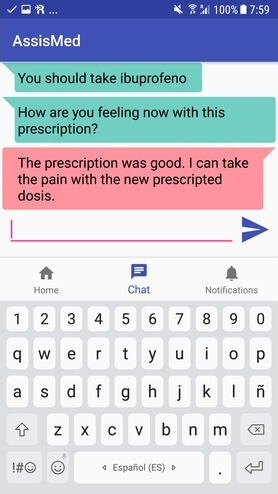 ... 100% 7:59
AssisMed
You should take ibuprofeno
How are you feeling now with this
prescription?
The prescription was good. I can take
the pain with the new prescripted
dosis.
Home Chat Notifications
1 2 3 4 5 6 7 8 9 0
q w e r t y u i o p
a s d f g h j k l ñ
z x c v b n m
!#☺ Español (ES) .